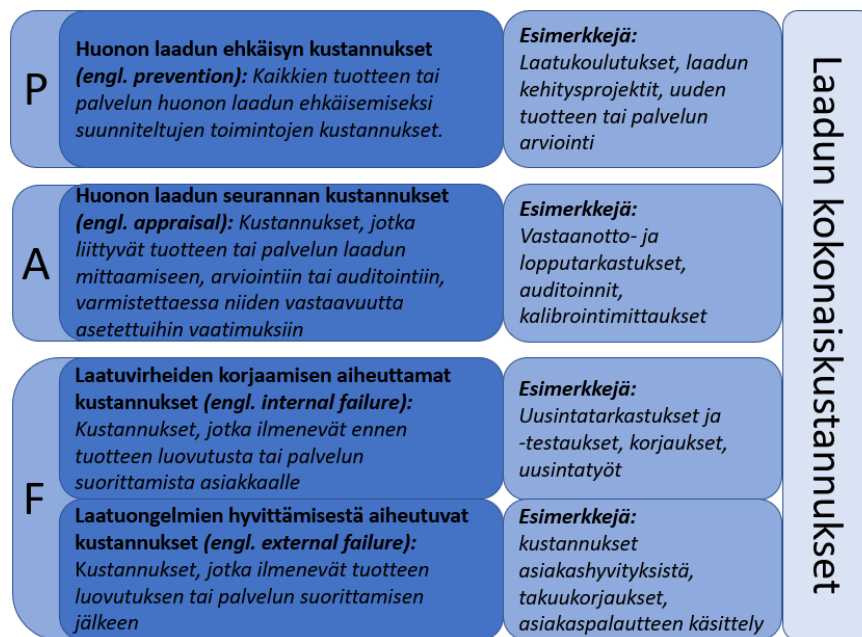 P
Huonon laadun ehkäisyn kustannukset
(engl. prevention): Kaikkien tuotteen tai
palvelun huonon laadun ehkäisemiseksi
suunniteltujen toimintojen kustannukset.
Esimerkkejä:
Laatukoulutukset, laadun
kehitysprojektit, uuden
tuotteen tai palvelun
arviointi
A
Huonon laadun seurannan kustannukset
(engl. appraisal): Kustannukset, jotka
liittyvät tuotteen tai palvelun laadun
mittaamiseen, arviointiin tai auditointiin,
varmistettaessa niiden vastaavuutta
asetettuihin vaatimuksiin
Esimerkkejä:
Vastaanotto- ja
lopputarkastukset,
auditoinnit,
kalibrointimittaukset
F
Laatuvirheiden korjaamisen aiheuttamat
kustannukset (engl. internal failure):
Kustannukset, jotka ilmenevät ennen
tuotteen luovutusta tai palvelun
suorittamista asiakkaalle
Esimerkkejä:
Uusintatarkastukset ja
-testaukset, korjaukset,
uusintatyöt
Laatuongelmien hyvittämisestä aiheutuvat
kustannukset (engl. external failure):
Kustannukset, jotka ilmenevät tuotteen
luovutuksen tai palvelun suorittamisen
jälkeen
Esimerkkejä:
kustannukset
asiakashyvityksistä,
takuukorjaukset,
asiakaspalautteen käsittely
Laadun kokonaiskustannukset